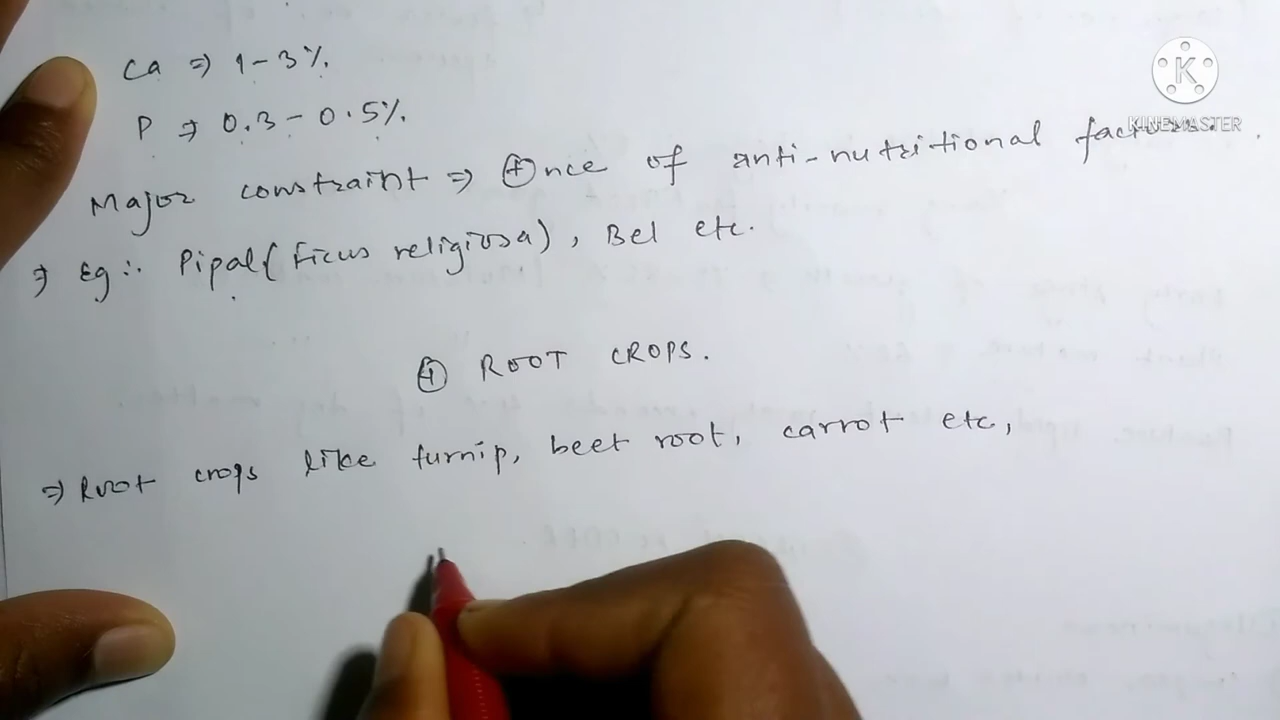 Ca ⇒ 1-3%.
P ⇒ 0.3 - 0.5%.
Major constraint ⇒ ⊕nce of anti-nutritional factors.
⇒ Eg :. Pipal (Ficus religiosa), Bel etc.
④ ROOT CROPS.
⇒ Root crops like turnip, beet root, carrot etc,
K
KINEMASTER